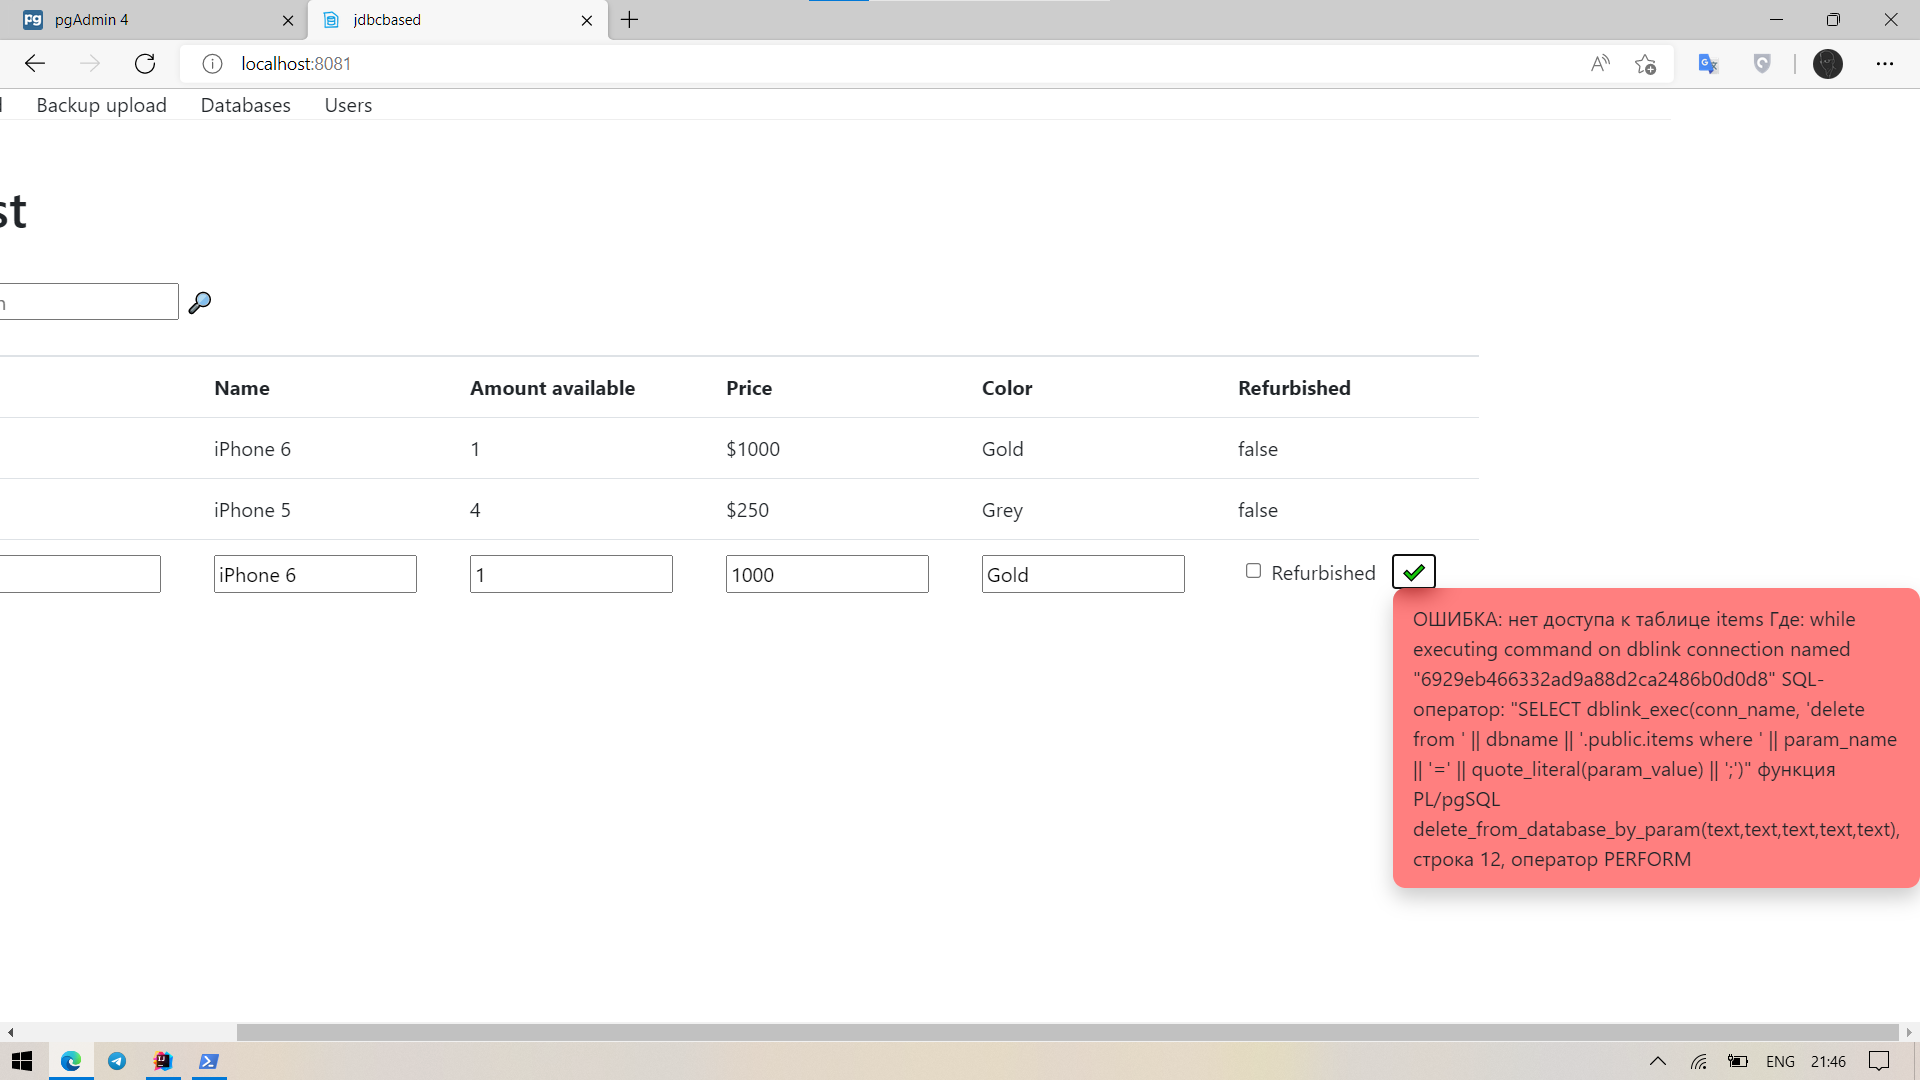 pgAdmin 4
jdbcbased
localhost:8081
Backup upload Databases Users
st
Name Amount available Price Color Refurbished
iPhone 6 1 $1000 Gold false
iPhone 5 4 $250 Grey false
iPhone 6 1 1000 Gold Refurbished
ОШИБКА: нет доступа к таблице items Где: while
executing command on dblink connection named
"6929eb466332ad9a88d2ca2486b0d0d8" SQL-
оператор: "SELECT dblink_exec(conn_name, 'delete
from ' || dbname || '.public.items where ' || param_name
|| '=' || quote_literal(param_value) || ';')" функция
PL/pgSQL
delete_from_database_by_param(text,text,text,text,text),
строка 12, оператор PERFORM
ENG 21:46